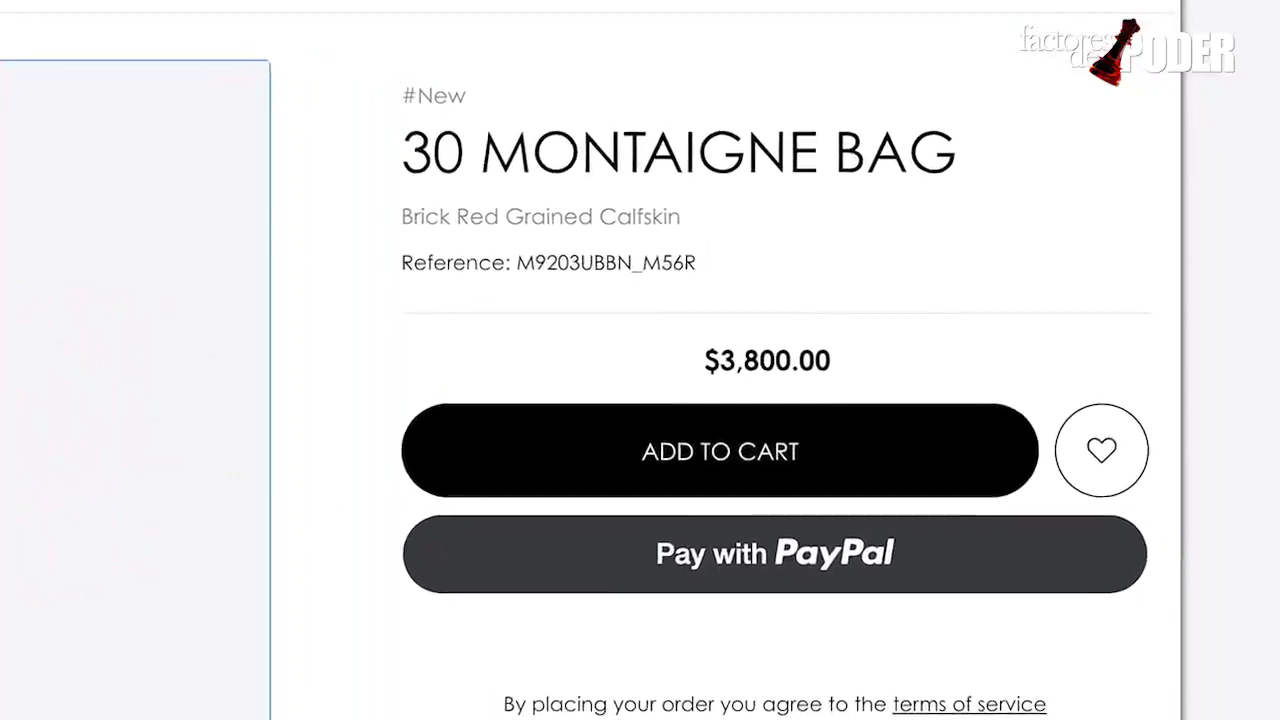 factores
de PODER
#New
30 MONTAIGNE BAG
Brick Red Grained Calfskin
Reference: M9203UBBN_M56R
$3,800.00
ADD TO CART
Pay with PayPal
By placing your order you agree to the terms of service